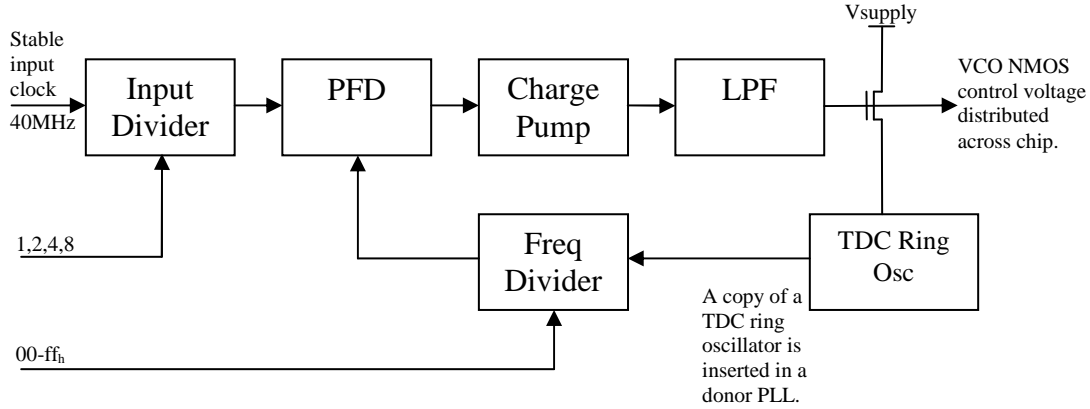 Vsupply
Stable
input
clock
40MHz
Input
Divider
PFD
Charge
Pump
LPF
VCO NMOS
control voltage
distributed
across chip.
1,2,4,8
Freq
Divider
TDC Ring
Osc
A copy of a
TDC ring
oscillator is
inserted in a
donor PLL.
00-ffh